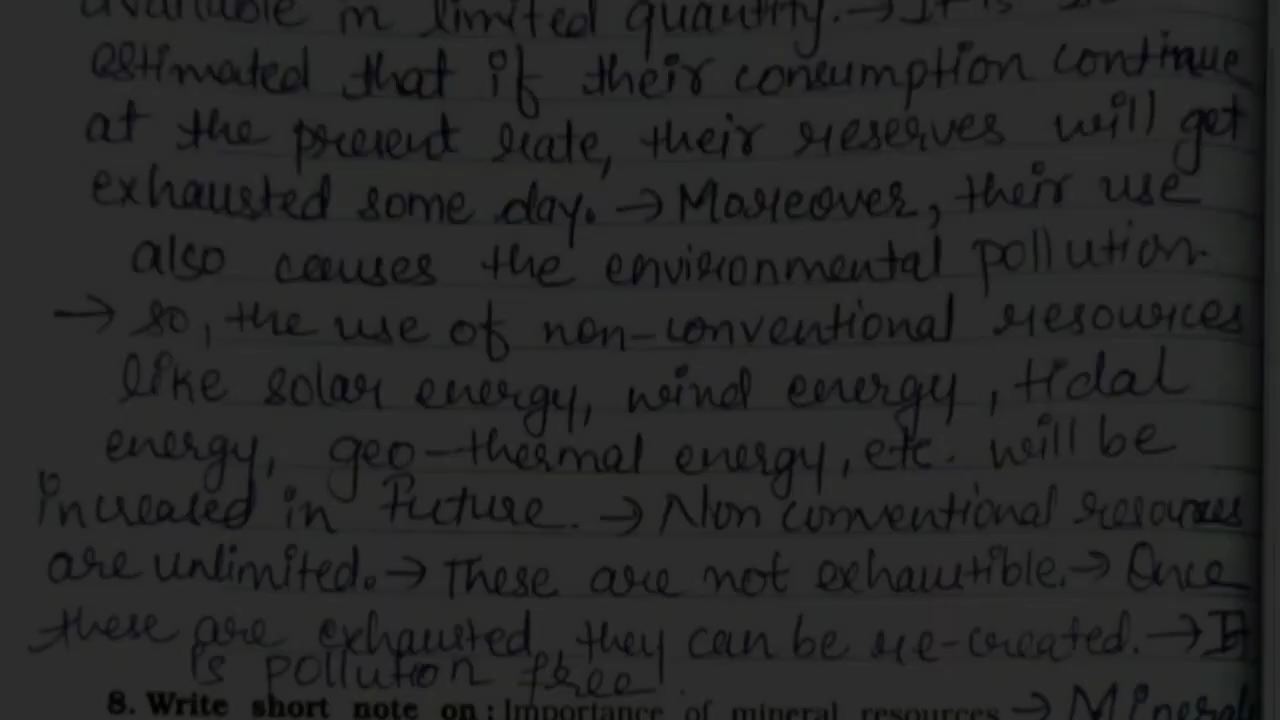 available in limited quantity. → It is
estimated that if their consumption continue
at the present rate, their reserves will get
exhausted some day. → Moreover, their use
also causes the environmental pollution.
→ so, the use of non-conventional resources
like solar energy, wind energy, tidal
energy, geo-thermal energy, etc. will be
increased in Future. → Non conventional resources
are unlimited. → These are not exhaustible. → Once
these are exhausted, they can be re-created. → It
is pollution free
8. Write short note on : Importance of mineral resources → Mineral